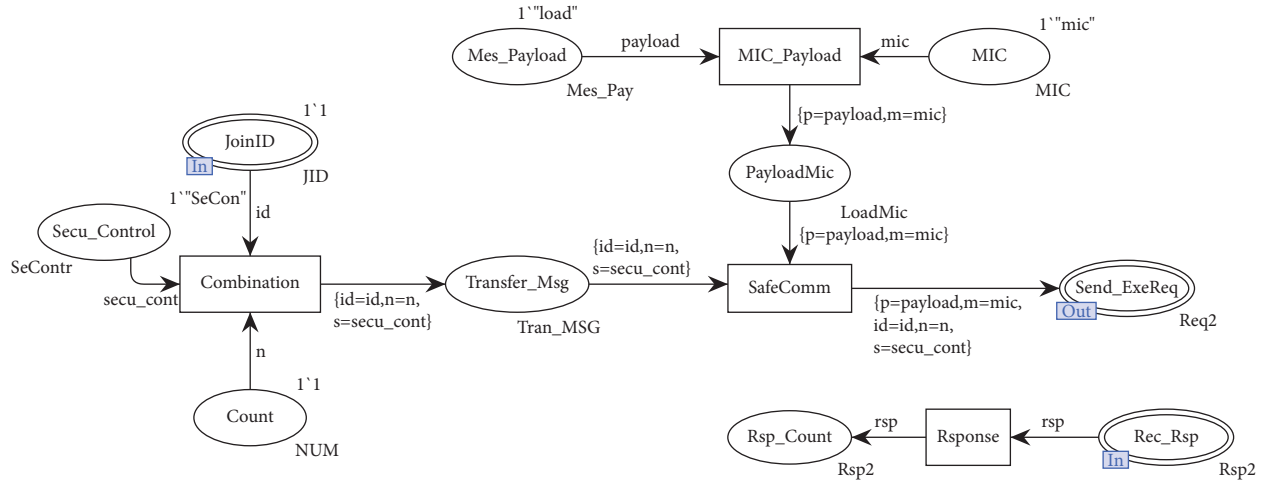 1`"load"
Mes_Payload
Mes_Pay
payload
MIC_Payload
mic
1`"mic"
MIC
MIC
{p=payload,m=mic}
PayloadMic
LoadMic
{p=payload,m=mic}
1`1
JoinID
In
JID
1`"SeCon"
id
Secu_Control
SeContr
secu_cont
Combination
{id=id,n=n,
s=secu_cont}
Transfer_Msg
Tran_MSG
{id=id,n=n,
s=secu_cont}
SafeComm
{p=payload,m=mic,
id=id,n=n,
s=secu_cont}
Send_ExeReq
Out
Req2
n
1`1
Count
NUM
Rsp_Count
Rsp2
rsp
Rsponse
rsp
Rec_Rsp
In
Rsp2